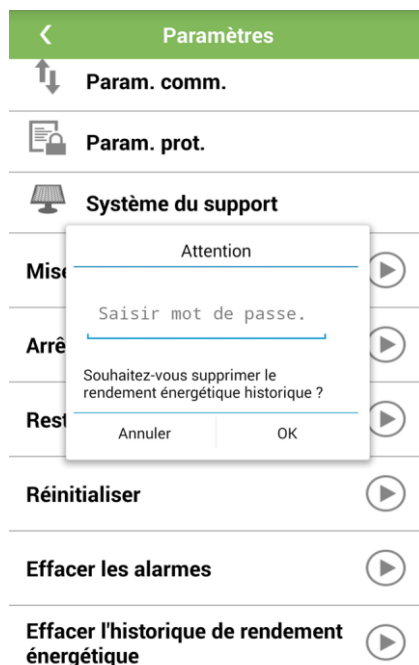 Paramètres
Param. comm.
Param. prot.
Système du support
Attention
Mise
Saisir mot de passe.
Arrê
Souhaitez-vous supprimer le
rendement énergétique historique ?
Rest
Annuler OK
Réinitialiser
Effacer les alarmes
Effacer l'historique de rendement
énergétique